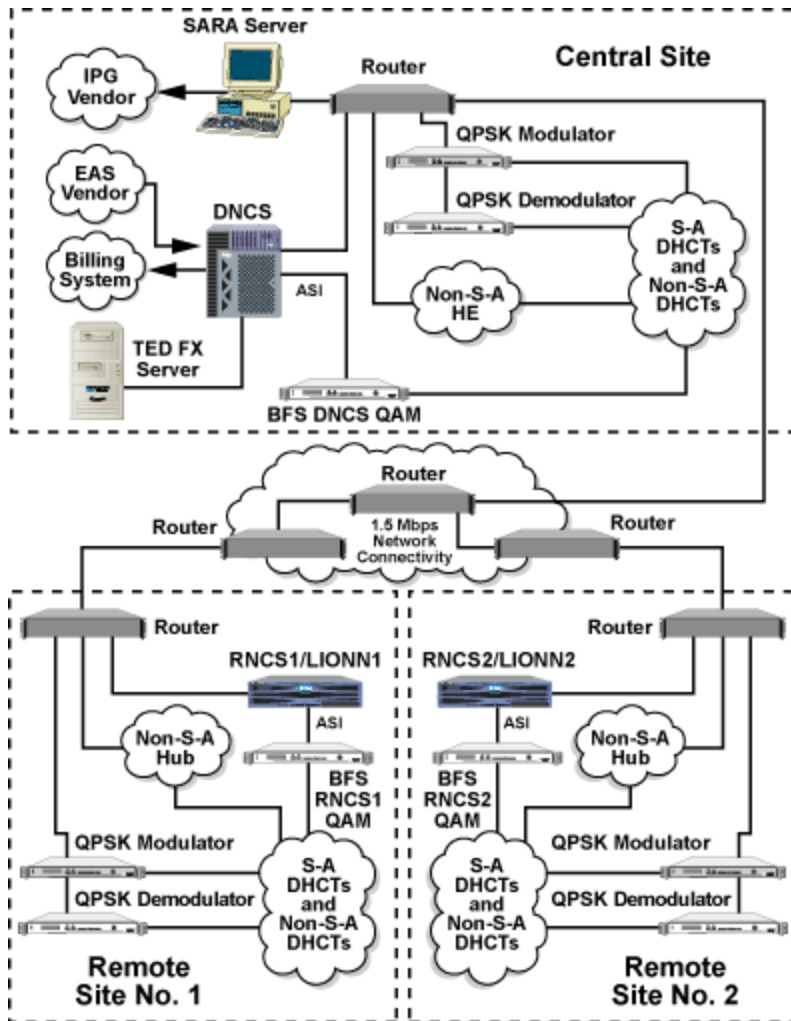 SARA Server
IPG
Vendor
Router
Central Site
QPSK Modulator
EAS
Vendor
DNCS
QPSK Demodulator
S-A
DHCTs
and
Non-S-A
DHCTs
Billing
System
ASI
Non-S-A
HE
TED FX
Server
BFS DNCS QAM
Router
Router
1.5 Mbps
Network
Connectivity
Router
Router
RNCS1/LIONN1
ASI
Non-S-A
Hub
BFS
RNCS1
QAM
QPSK Modulator
S-A
DHCTs
and
Non-S-A
DHCTs
QPSK Demodulator
Remote
Site No. 1
Router
RNCS2/LIONN2
ASI
Non-S-A
Hub
BFS
RNCS2
QAM
QPSK Modulator
S-A
DHCTs
and
Non-S-A
DHCTs
QPSK Demodulator
Remote
Site No. 2